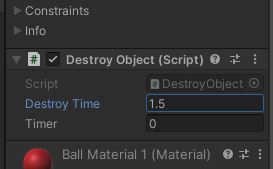 Constraints
Info
Destroy Object (Script)
Script DestroyObject
Destroy Time 1.5
Timer 0
Ball Material 1 (Material)